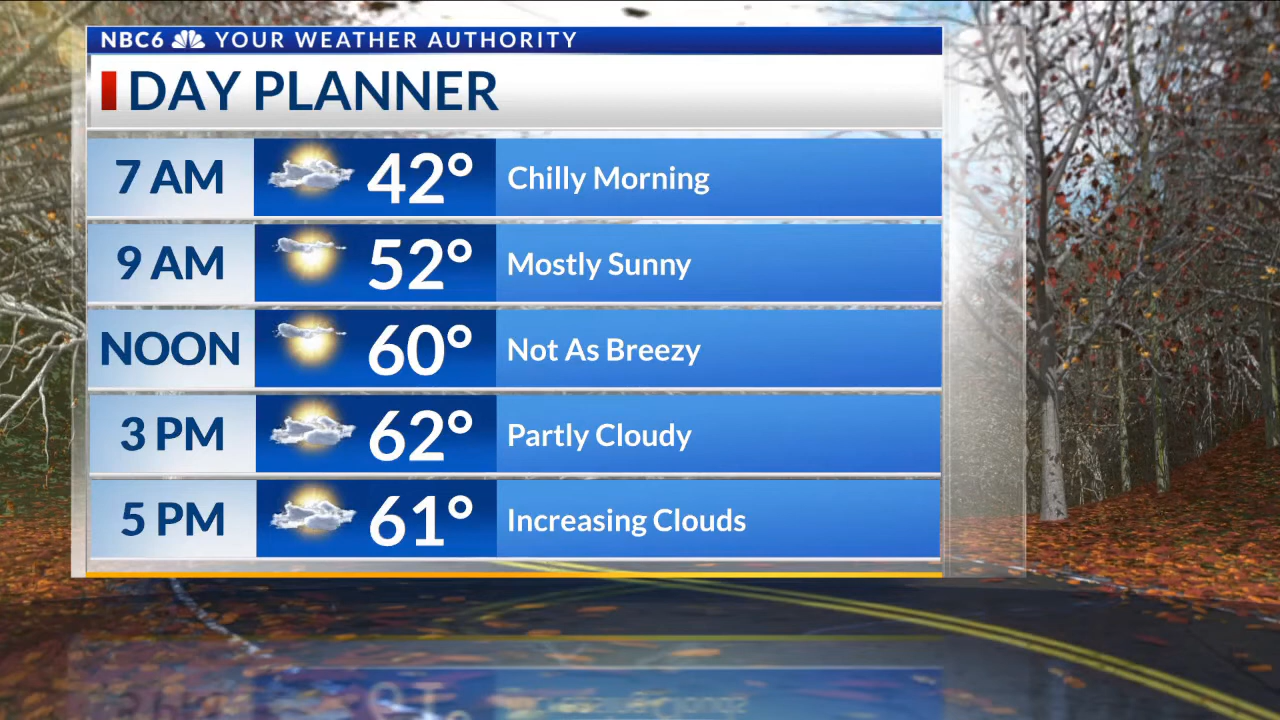 NBC6 YOUR WEATHER AUTHORITY
DAY PLANNER
7 AM 42° Chilly Morning
9 AM 52° Mostly Sunny
NOON 60° Not As Breezy
3 PM 62° Partly Cloudy
5 PM 61° Increasing Clouds